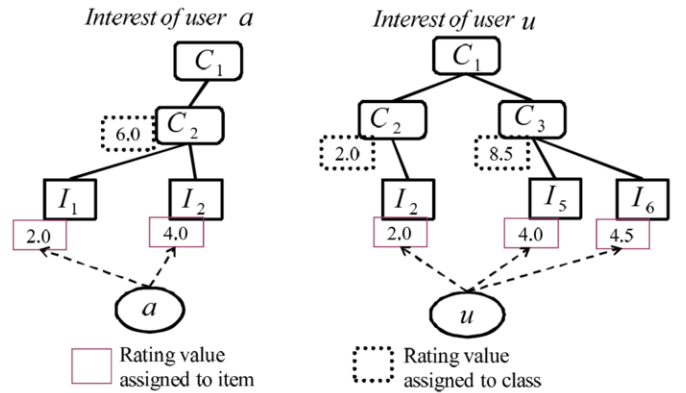 Interest of user a
Interest of user u
C1
C1
6.0
C2
C2
C3
2.0
8.5
I1
I2
I2
I5
I6
2.0
4.0
2.0
4.0
4.5
a
u
Rating value
assigned to item
Rating value
assigned to class